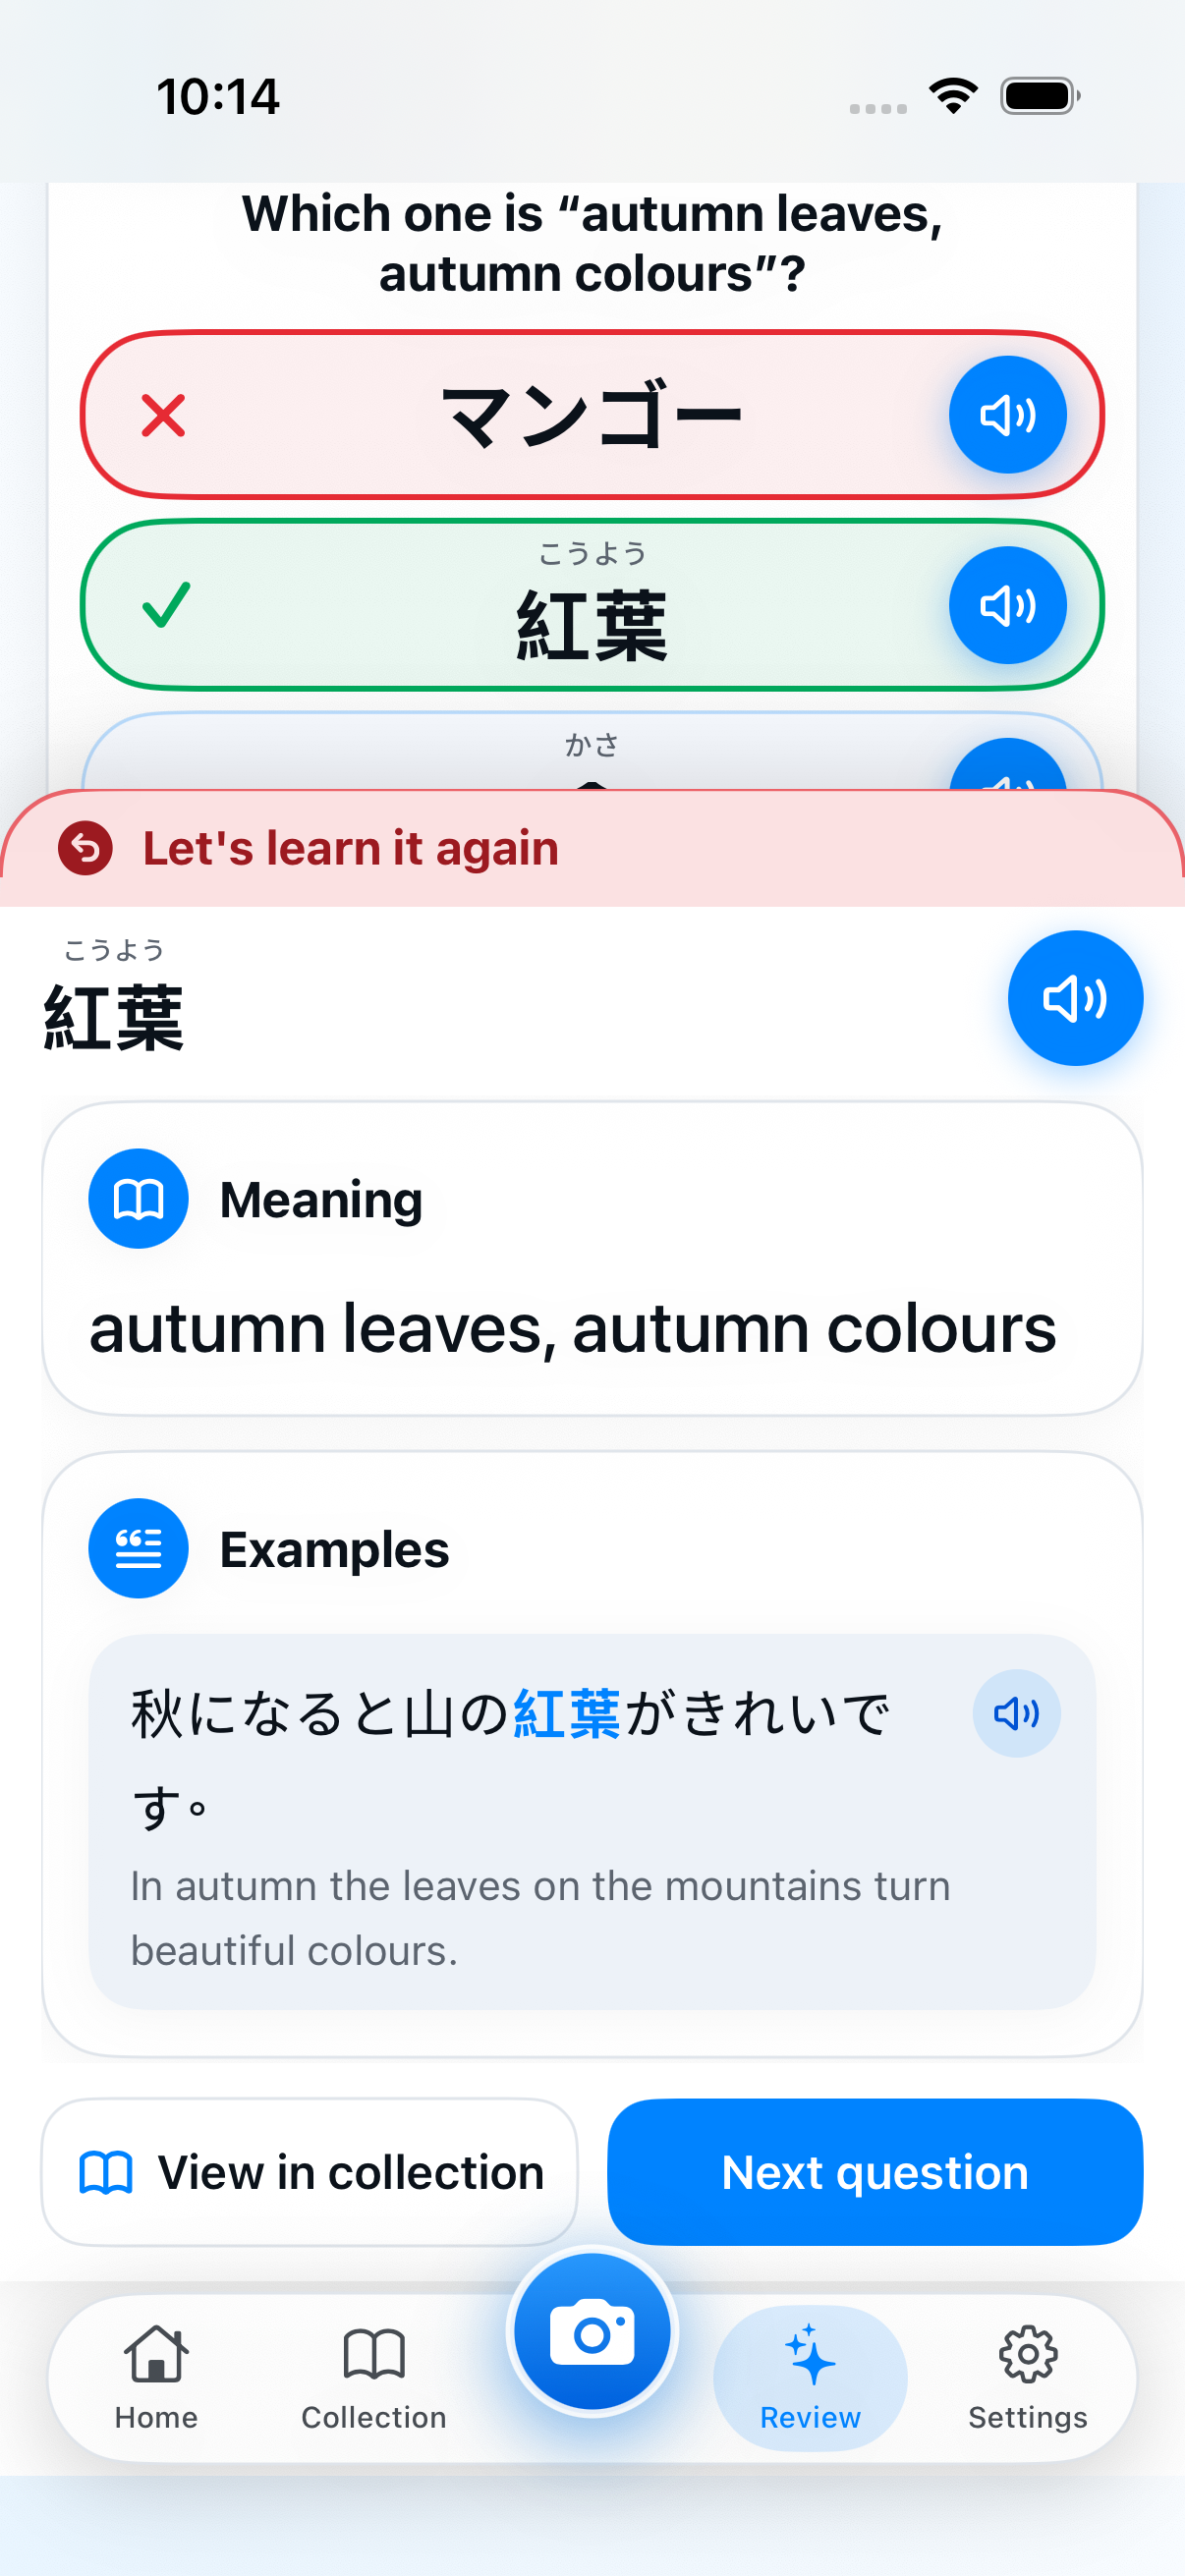 10:14
Which one is “autumn leaves,
autumn colours”?
マンゴー
こうよう
紅葉
かさ
Let's learn it again
こうよう
紅葉
Meaning
autumn leaves, autumn colours
Examples
秋になると山の紅葉がきれいで
す。
In autumn the leaves on the mountains turn
beautiful colours.
View in collection
Next question
Home
Collection
Review
Settings